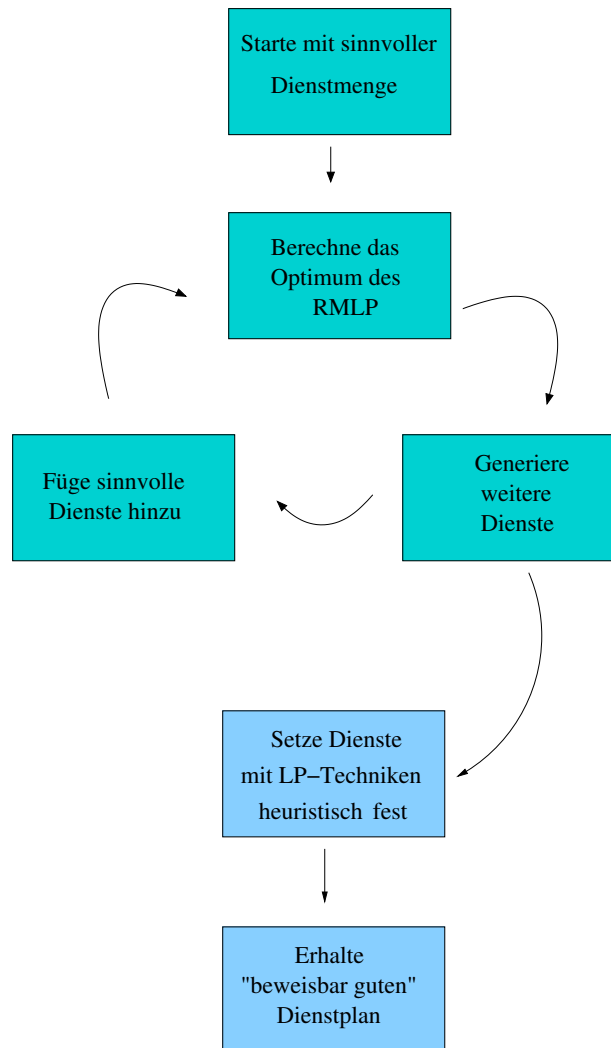 Starte mit sinnvoller
Dienstmenge
Berechne das
Optimum des
RMLP
Füge sinnvolle
Dienste hinzu
Generiere
weitere
Dienste
Setze Dienste
mit LP−Techniken
heuristisch fest
Erhalte
"beweisbar guten"
Dienstplan